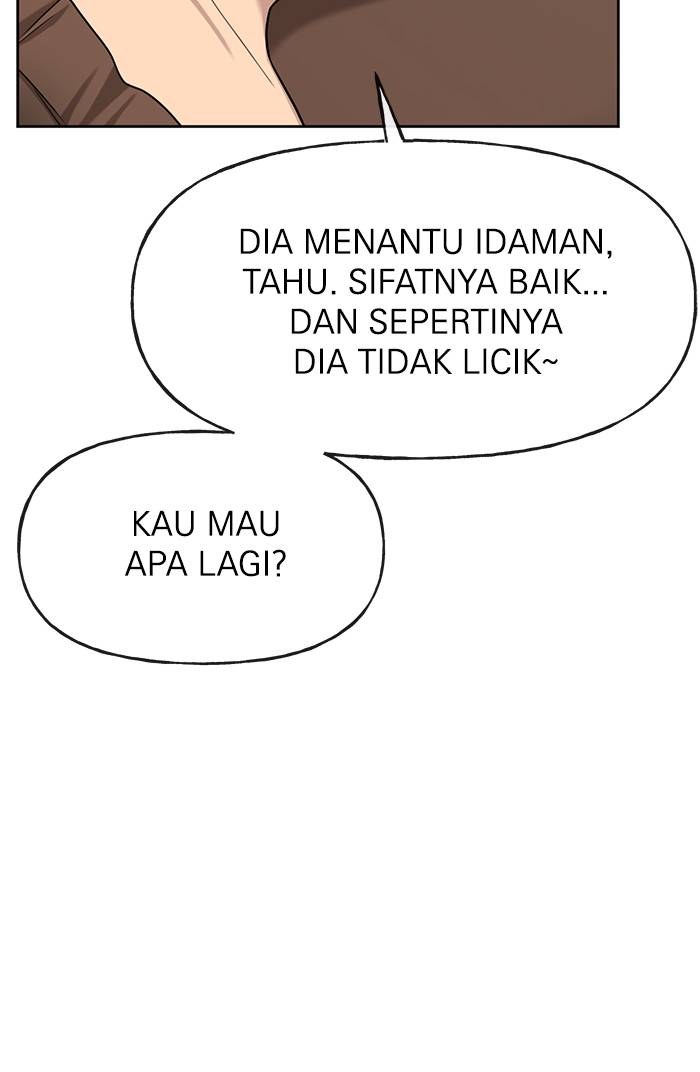 DIA MENANTU IDAMAN,
TAHU. SIFATNYA BAIK...
DAN SEPERTINYA
DIA TIDAK LICIK~
KAU MAU
APA LAGI?